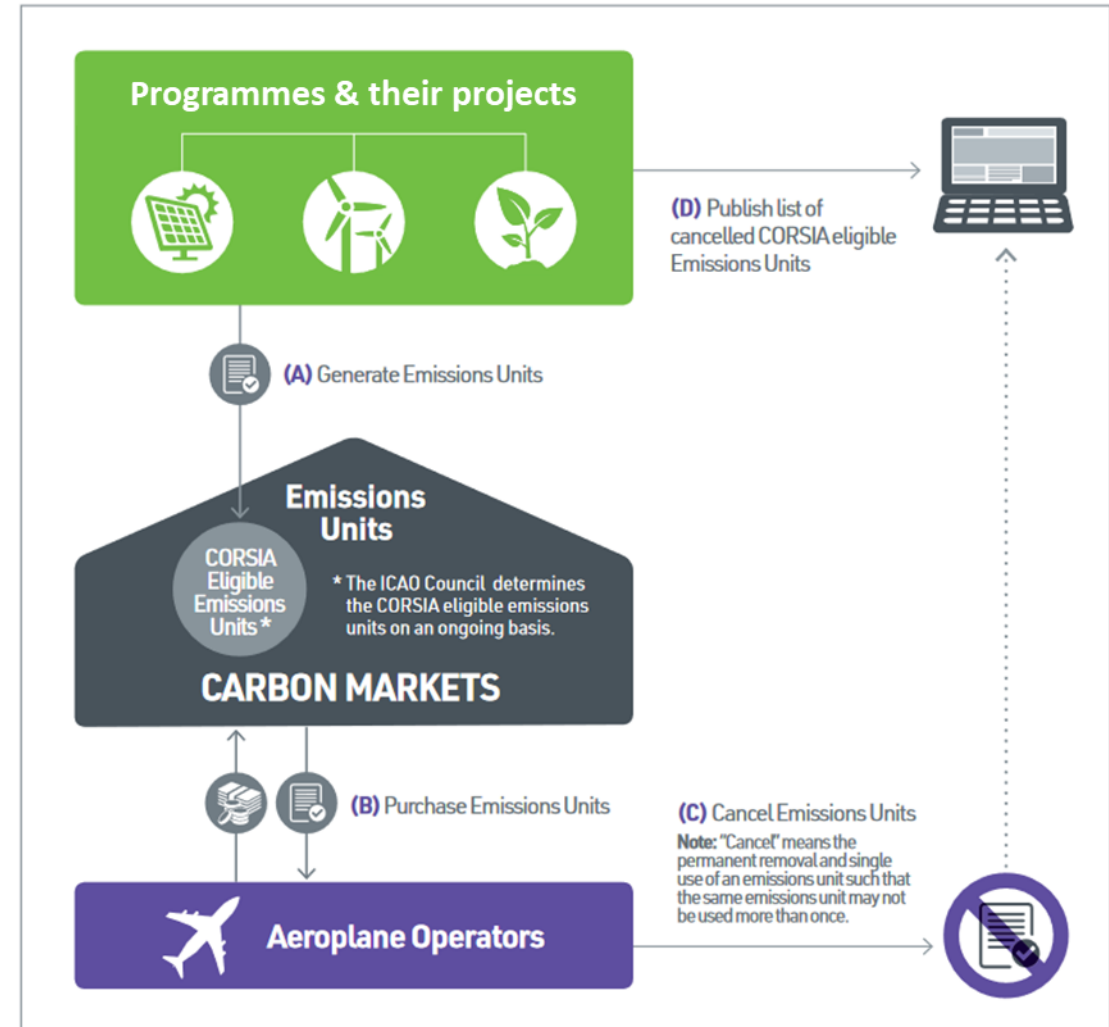 Programmes & their projects
(D) Publish list of
cancelled CORSIA eligible
Emissions Units
(A) Generate Emissions Units
Emissions
Units
CORSIA
Eligible
Emissions
Units*
* The ICAO Council determines
the CORSIA eligible emissions
units on an ongoing basis.
CARBON MARKETS
(B) Purchase Emissions Units
(C) Cancel Emissions Units
Note: "Cancel" means the
permanent removal and single
use of an emissions unit such that
the same emissions unit may not
be used more than once.
Aeroplane Operators